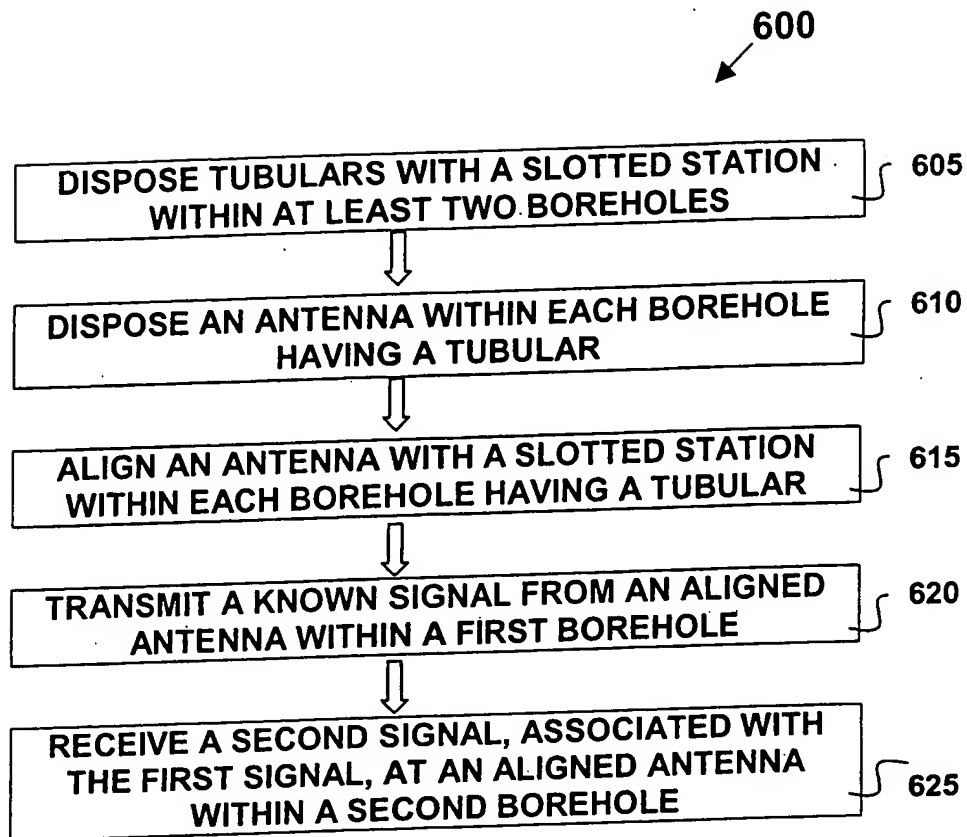 600
DISPOSE TUBULARS WITH A SLOTTED STATION
WITHIN AT LEAST TWO BOREHOLES
605
DISPOSE AN ANTENNA WITHIN EACH BOREHOLE
HAVING A TUBULAR
610
ALIGN AN ANTENNA WITH A SLOTTED STATION
WITHIN EACH BOREHOLE HAVING A TUBULAR
615
TRANSMIT A KNOWN SIGNAL FROM AN ALIGNED
ANTENNA WITHIN A FIRST BOREHOLE
620
RECEIVE A SECOND SIGNAL, ASSOCIATED WITH
THE FIRST SIGNAL, AT AN ALIGNED ANTENNA
WITHIN A SECOND BOREHOLE
625